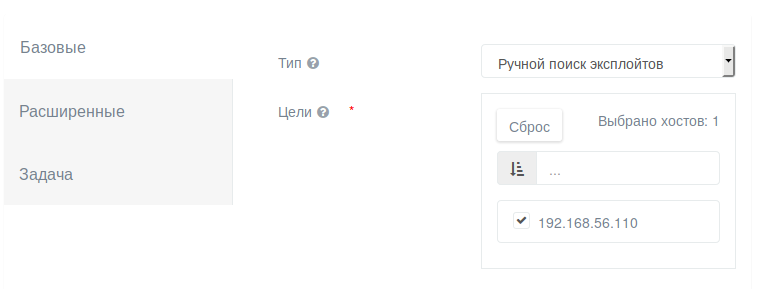 Базовые
Расширенные
Задача
Тип
Ручной поиск эксплойтов
Цели *
Сброс
Выбрано хостов: 1
...
192.168.56.110